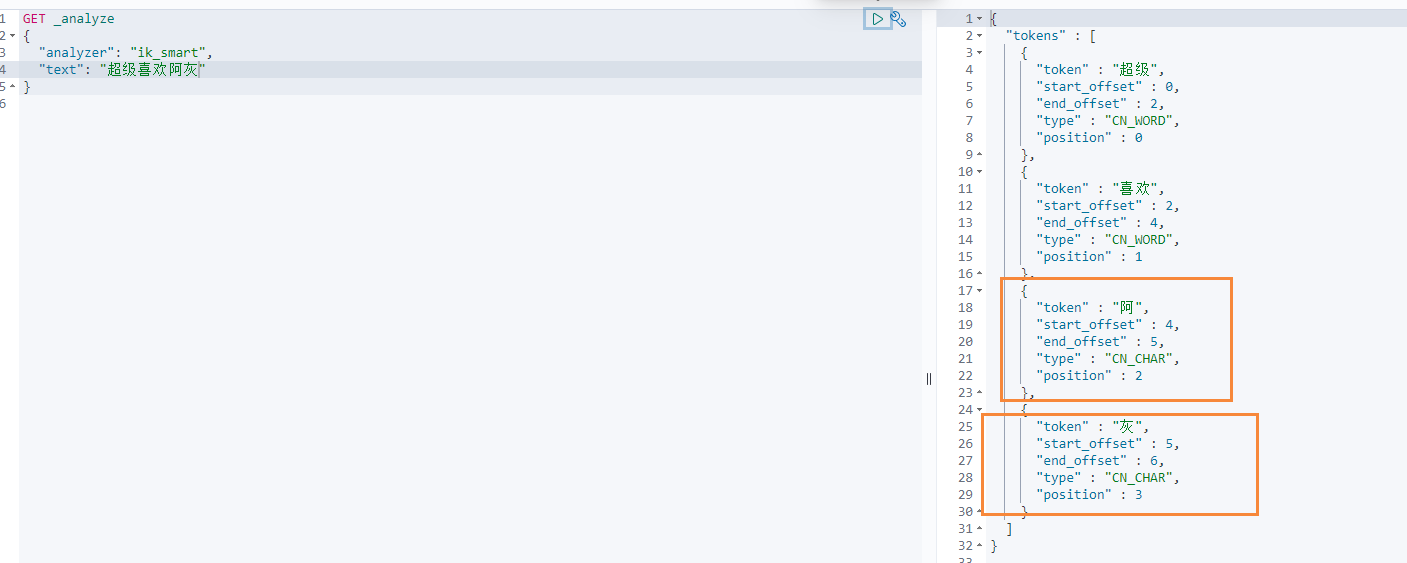 1 GET _analyze
2 {
3 "analyzer": "ik_smart",
4 "text": "超级喜欢阿灰"
5 }
6
1 {
2 "tokens" : [
3 {
4 "token" : "超级",
5 "start_offset" : 0,
6 "end_offset" : 2,
7 "type" : "CN_WORD",
8 "position" : 0
9 },
10 {
11 "token" : "喜欢",
12 "start_offset" : 2,
13 "end_offset" : 4,
14 "type" : "CN_WORD",
15 "position" : 1
16 },
17 {
18 "token" : "阿",
19 "start_offset" : 4,
20 "end_offset" : 5,
21 "type" : "CN_CHAR",
22 "position" : 2
23 },
24 {
25 "token" : "灰",
26 "start_offset" : 5,
27 "end_offset" : 6,
28 "type" : "CN_CHAR",
29 "position" : 3
30 }
31 ]
32 }
33